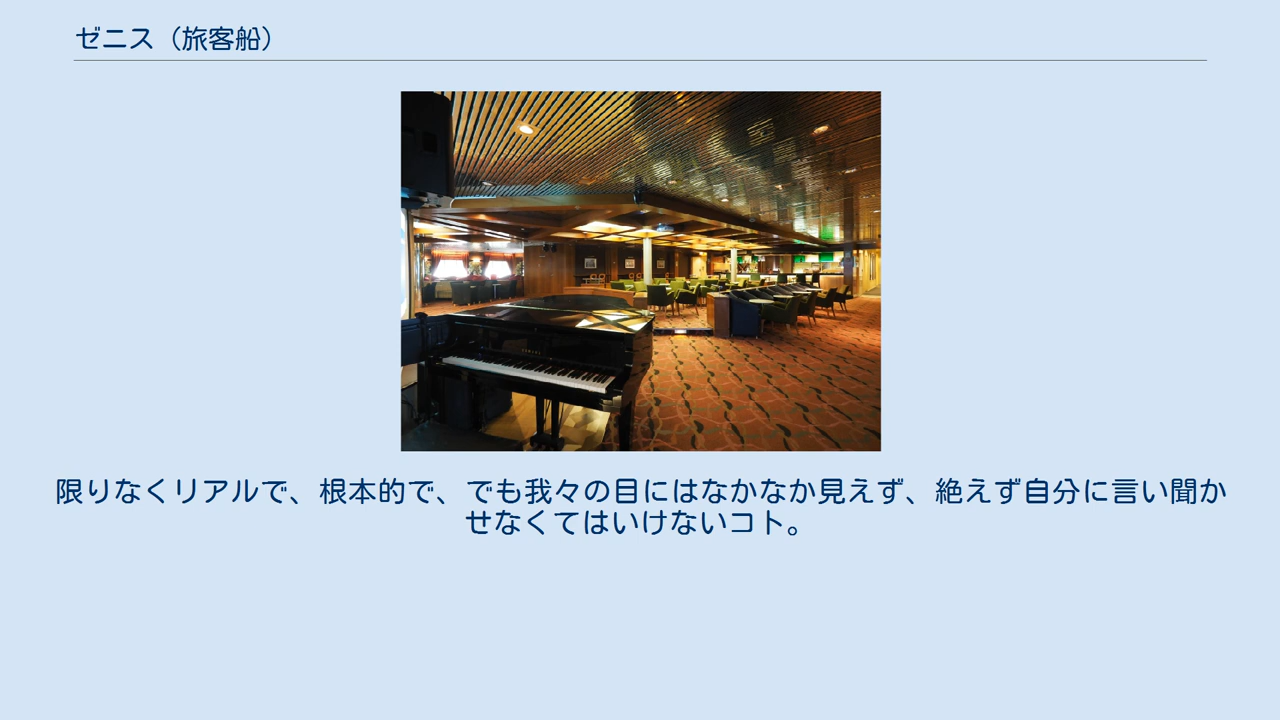 ゼニス（旅客船）
YAMAHA
限りなくリアルで、根本的で、でも我々の目にはなかなか見えず、絶えず自分に言い聞か
せなくてはいけないコト。